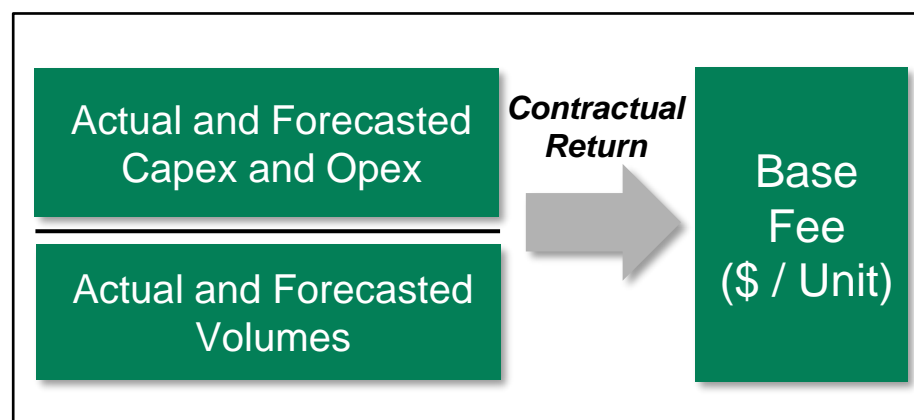 Actual and Forecasted
Capex and Opex
Contractual
Return
Base
Fee
($ / Unit)
Actual and Forecasted
Volumes